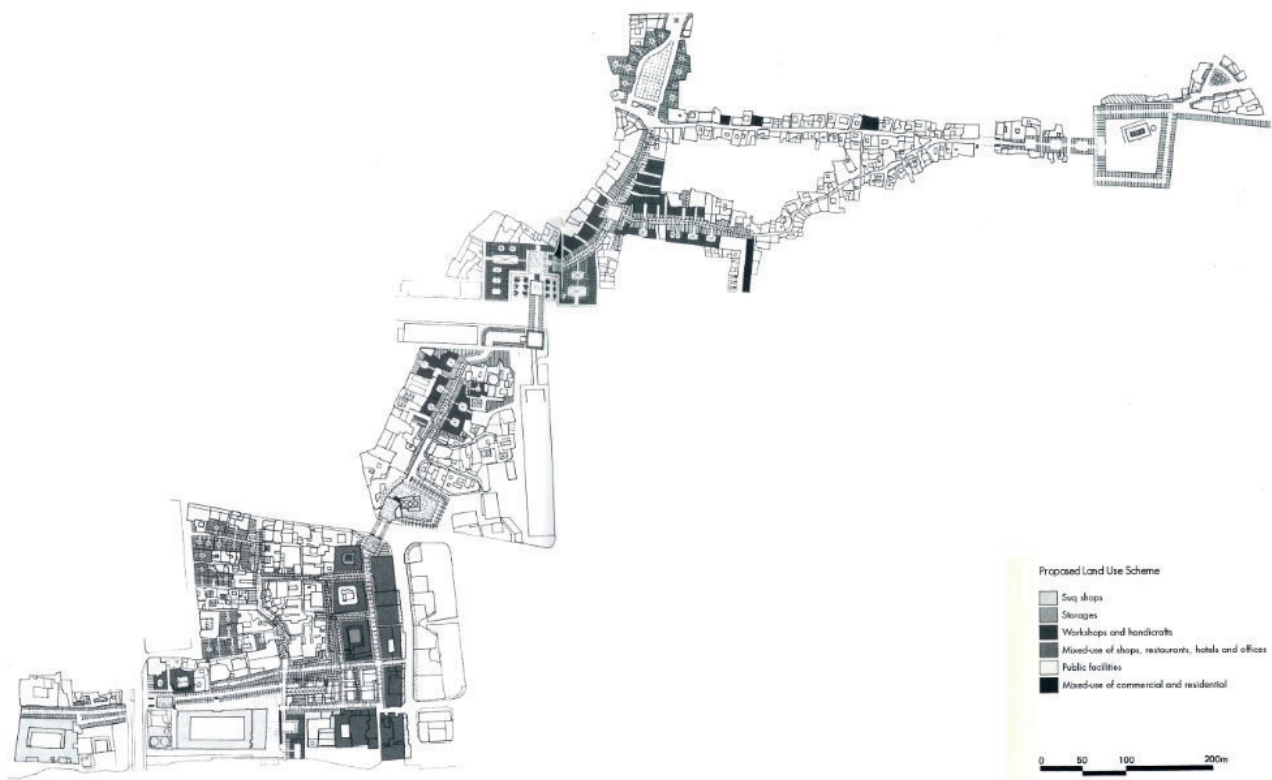 Proposed Land Use Scheme
Suq shops
Storages
Workshops and handicrafts
Mixed-use of shops, restaurants, hotels and offices
Public facilities
Mixed-use of commercial and residential
0 50 100 200m